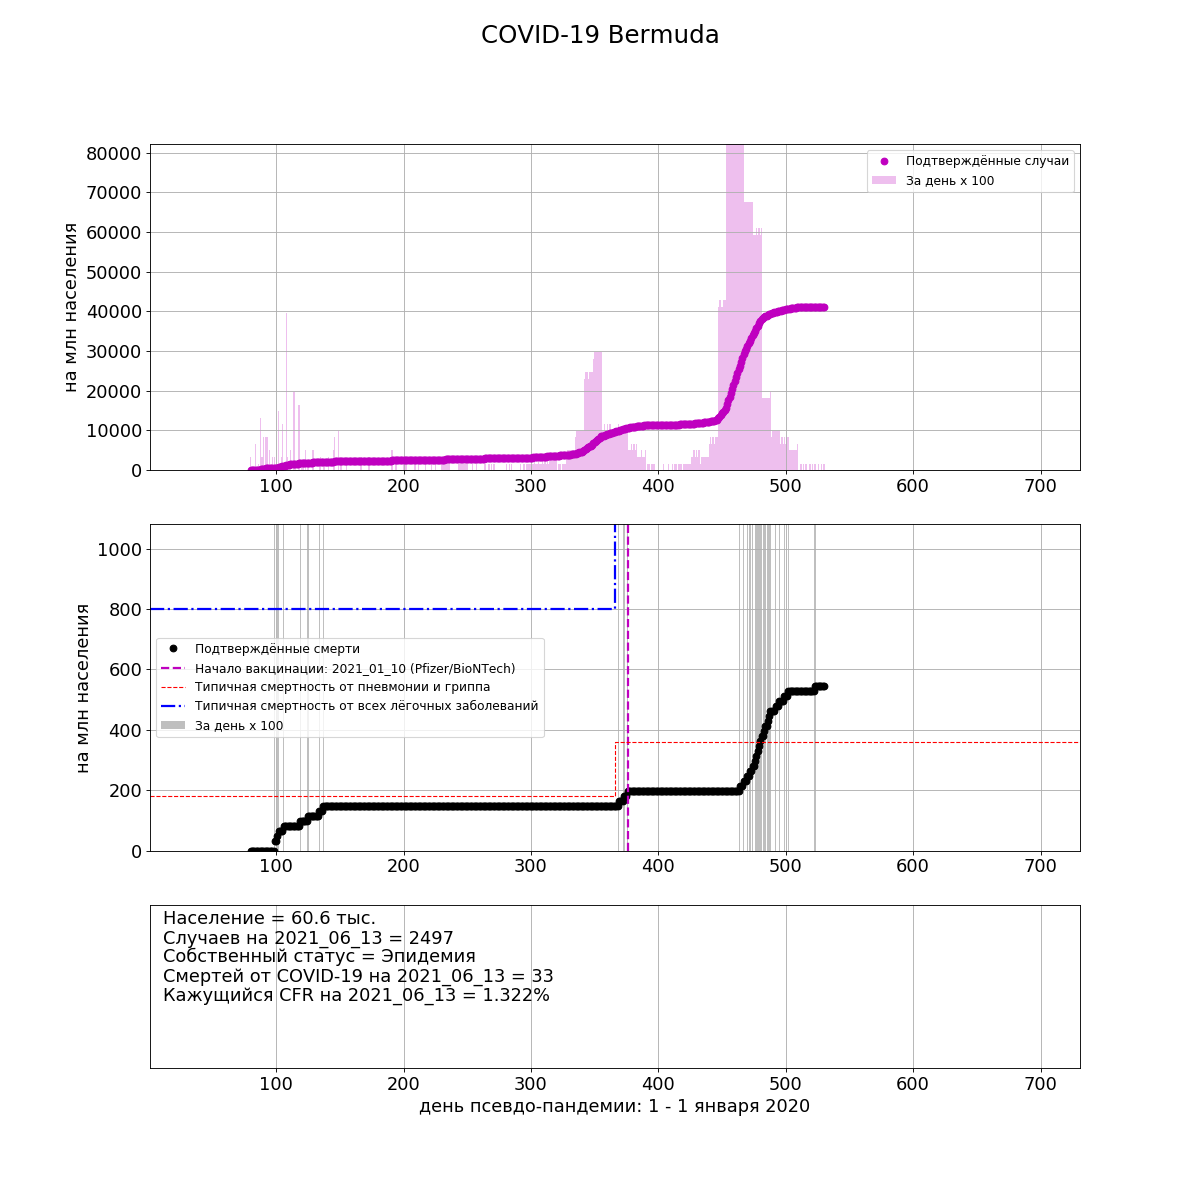 COVID-19 Bermuda
80000
70000
60000
50000
40000
30000
20000
10000
0
на млн населения
Подтверждённые случаи
За день x 100
100 200 300 400 500 600 700
1000
800
600
400
200
0
на млн населения
Подтверждённые смерти
Начало вакцинации: 2021_01_10 (Pfizer/BioNTech)
Типичная смертность от пневмонии и гриппа
Типичная смертность от всех лёгочных заболеваний
За день x 100
100 200 300 400 500 600 700
Население = 60.6 тыс.
Случаев на 2021_06_13 = 2497
Собственный статус = Эпидемия
Смертей от COVID-19 на 2021_06_13 = 33
Кажущийся CFR на 2021_06_13 = 1.322%
100 200 300 400 500 600 700
день псевдо-пандемии: 1 - 1 января 2020